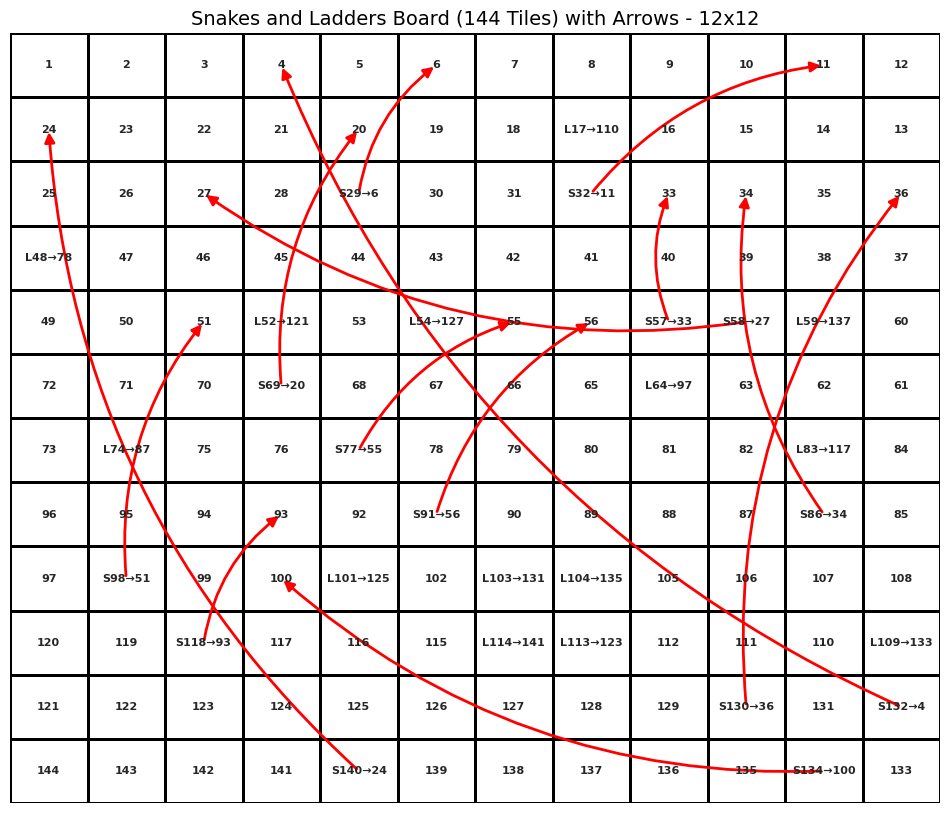 Snakes and Ladders Board (144 Tiles) with Arrows - 12x12
1 2 3 4 5 6 7 8 9 10 11 12
24 23 22 21 20 19 18 L17→110 16 15 14 13
25 26 27 28 S29→6 30 31 S32→11 33 34 35 36
L48→78 47 46 45 44 43 42 41 40 39 38 37
49 50 51 L52→121 53 L54→127 55 56 S57→33 S58→27 L59→137 60
72 71 70 S69→20 68 67 66 65 L64→97 63 62 61
73 L74→87 75 76 S77→55 78 79 80 81 82 L83→117 84
96 95 94 93 92 S91→56 90 89 88 87 S86→34 85
97 S98→51 99 100 L101→125 102 L103→131 L104→135 105 106 107 108
120 119 S118→93 117 116 115 L114→141 L113→123 112 111 110 L109→133
121 122 123 124 125 126 127 128 129 S130→36 131 S132→4
144 143 142 141 S140→24 139 138 137 136 135 S134→100 133